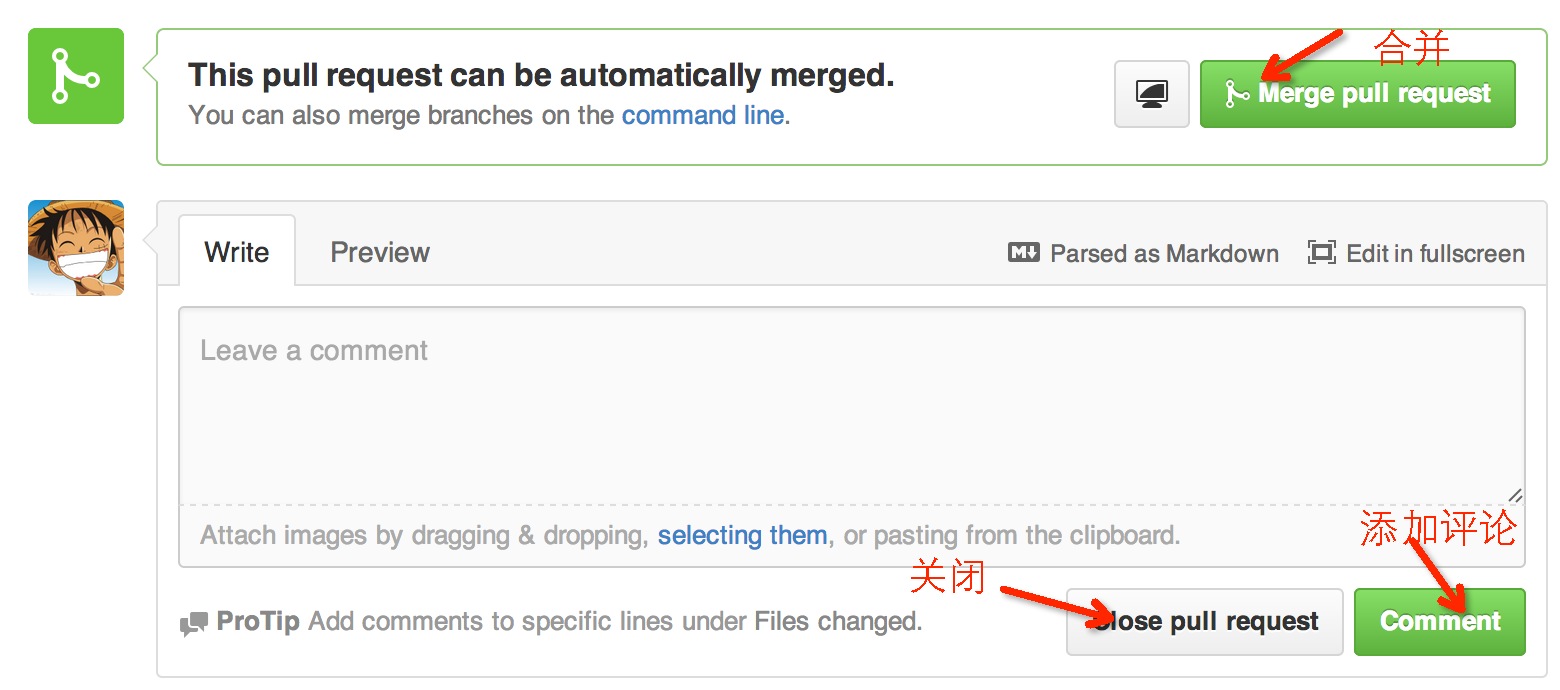 合并
This pull request can be automatically merged.
Merge pull request
You can also merge branches on the command line.
Write
Preview
Parsed as Markdown
Edit in fullscreen
Leave a comment
添加评论
Attach images by dragging & dropping, selecting them, or pasting from the clipboard.
关闭
ProTip Add comments to specific lines under Files changed.
Close pull request
Comment